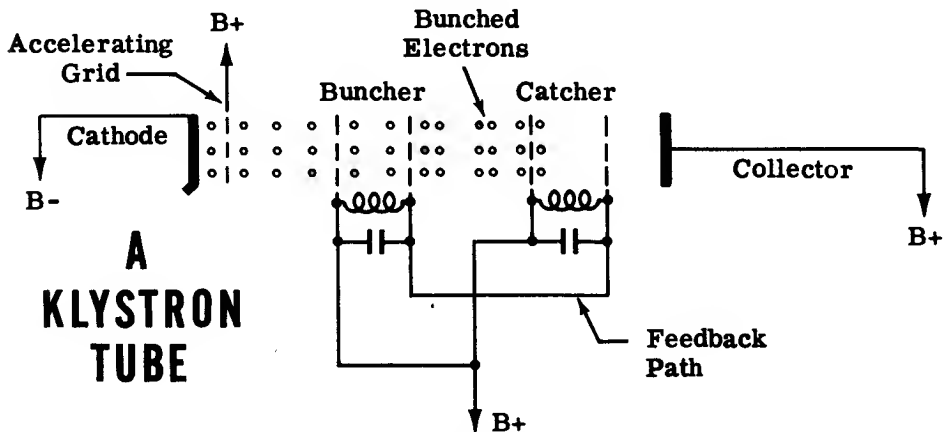 B+
Accelerating
Grid
Bunched
Electrons
Buncher
Catcher
Cathode
Collector
B-
B+
A
KLYSTRON
TUBE
Feedback
Path
B+